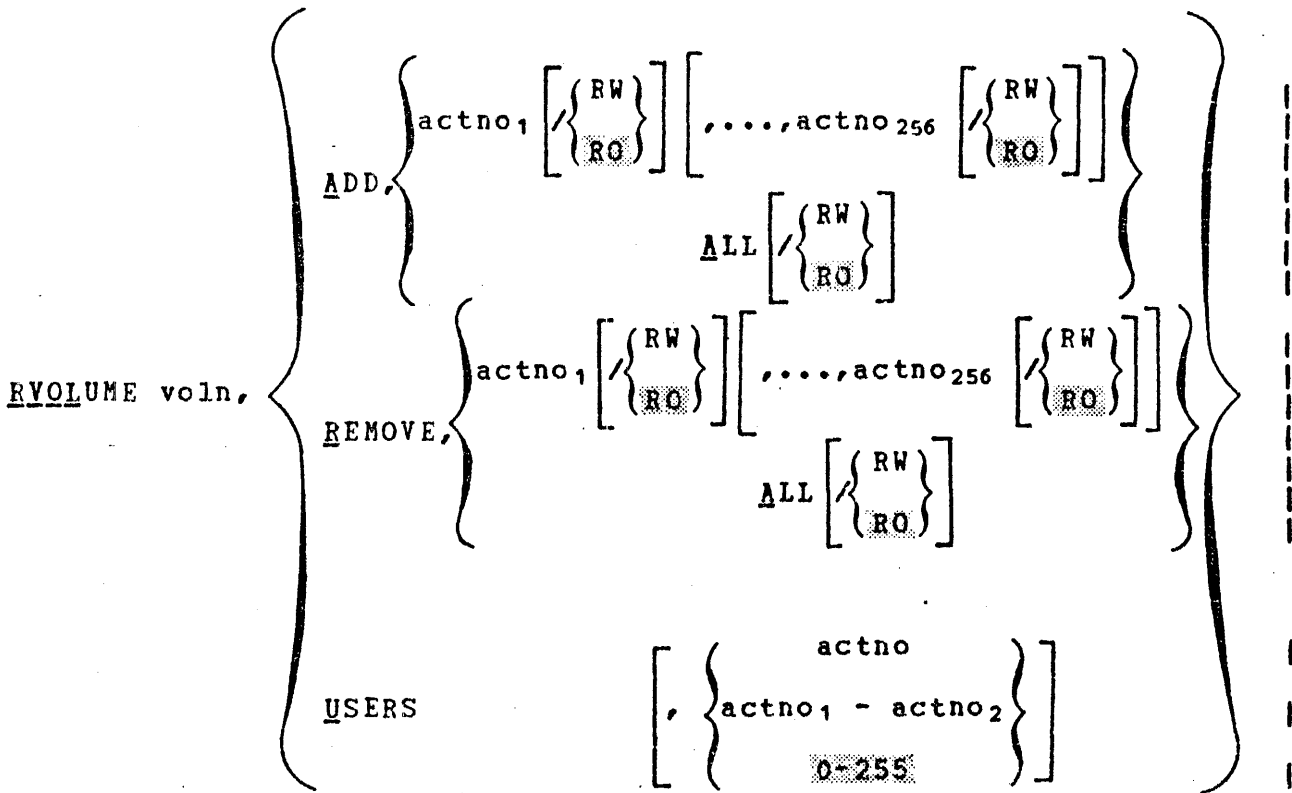 RW RW
actno1 [/{ }] [,...,actno256 [/{ }]]
RO RO
ADD,
RW
ALL [/{ }]
RO
RW RW
actno1 [/{ }] [,...,actno256 [/{ }]]
RO RO
RVOLUME voln,
REMOVE,
RW
ALL [/{ }]
RO
actno
USERS [, { actno1 - actno2 }]
0-255